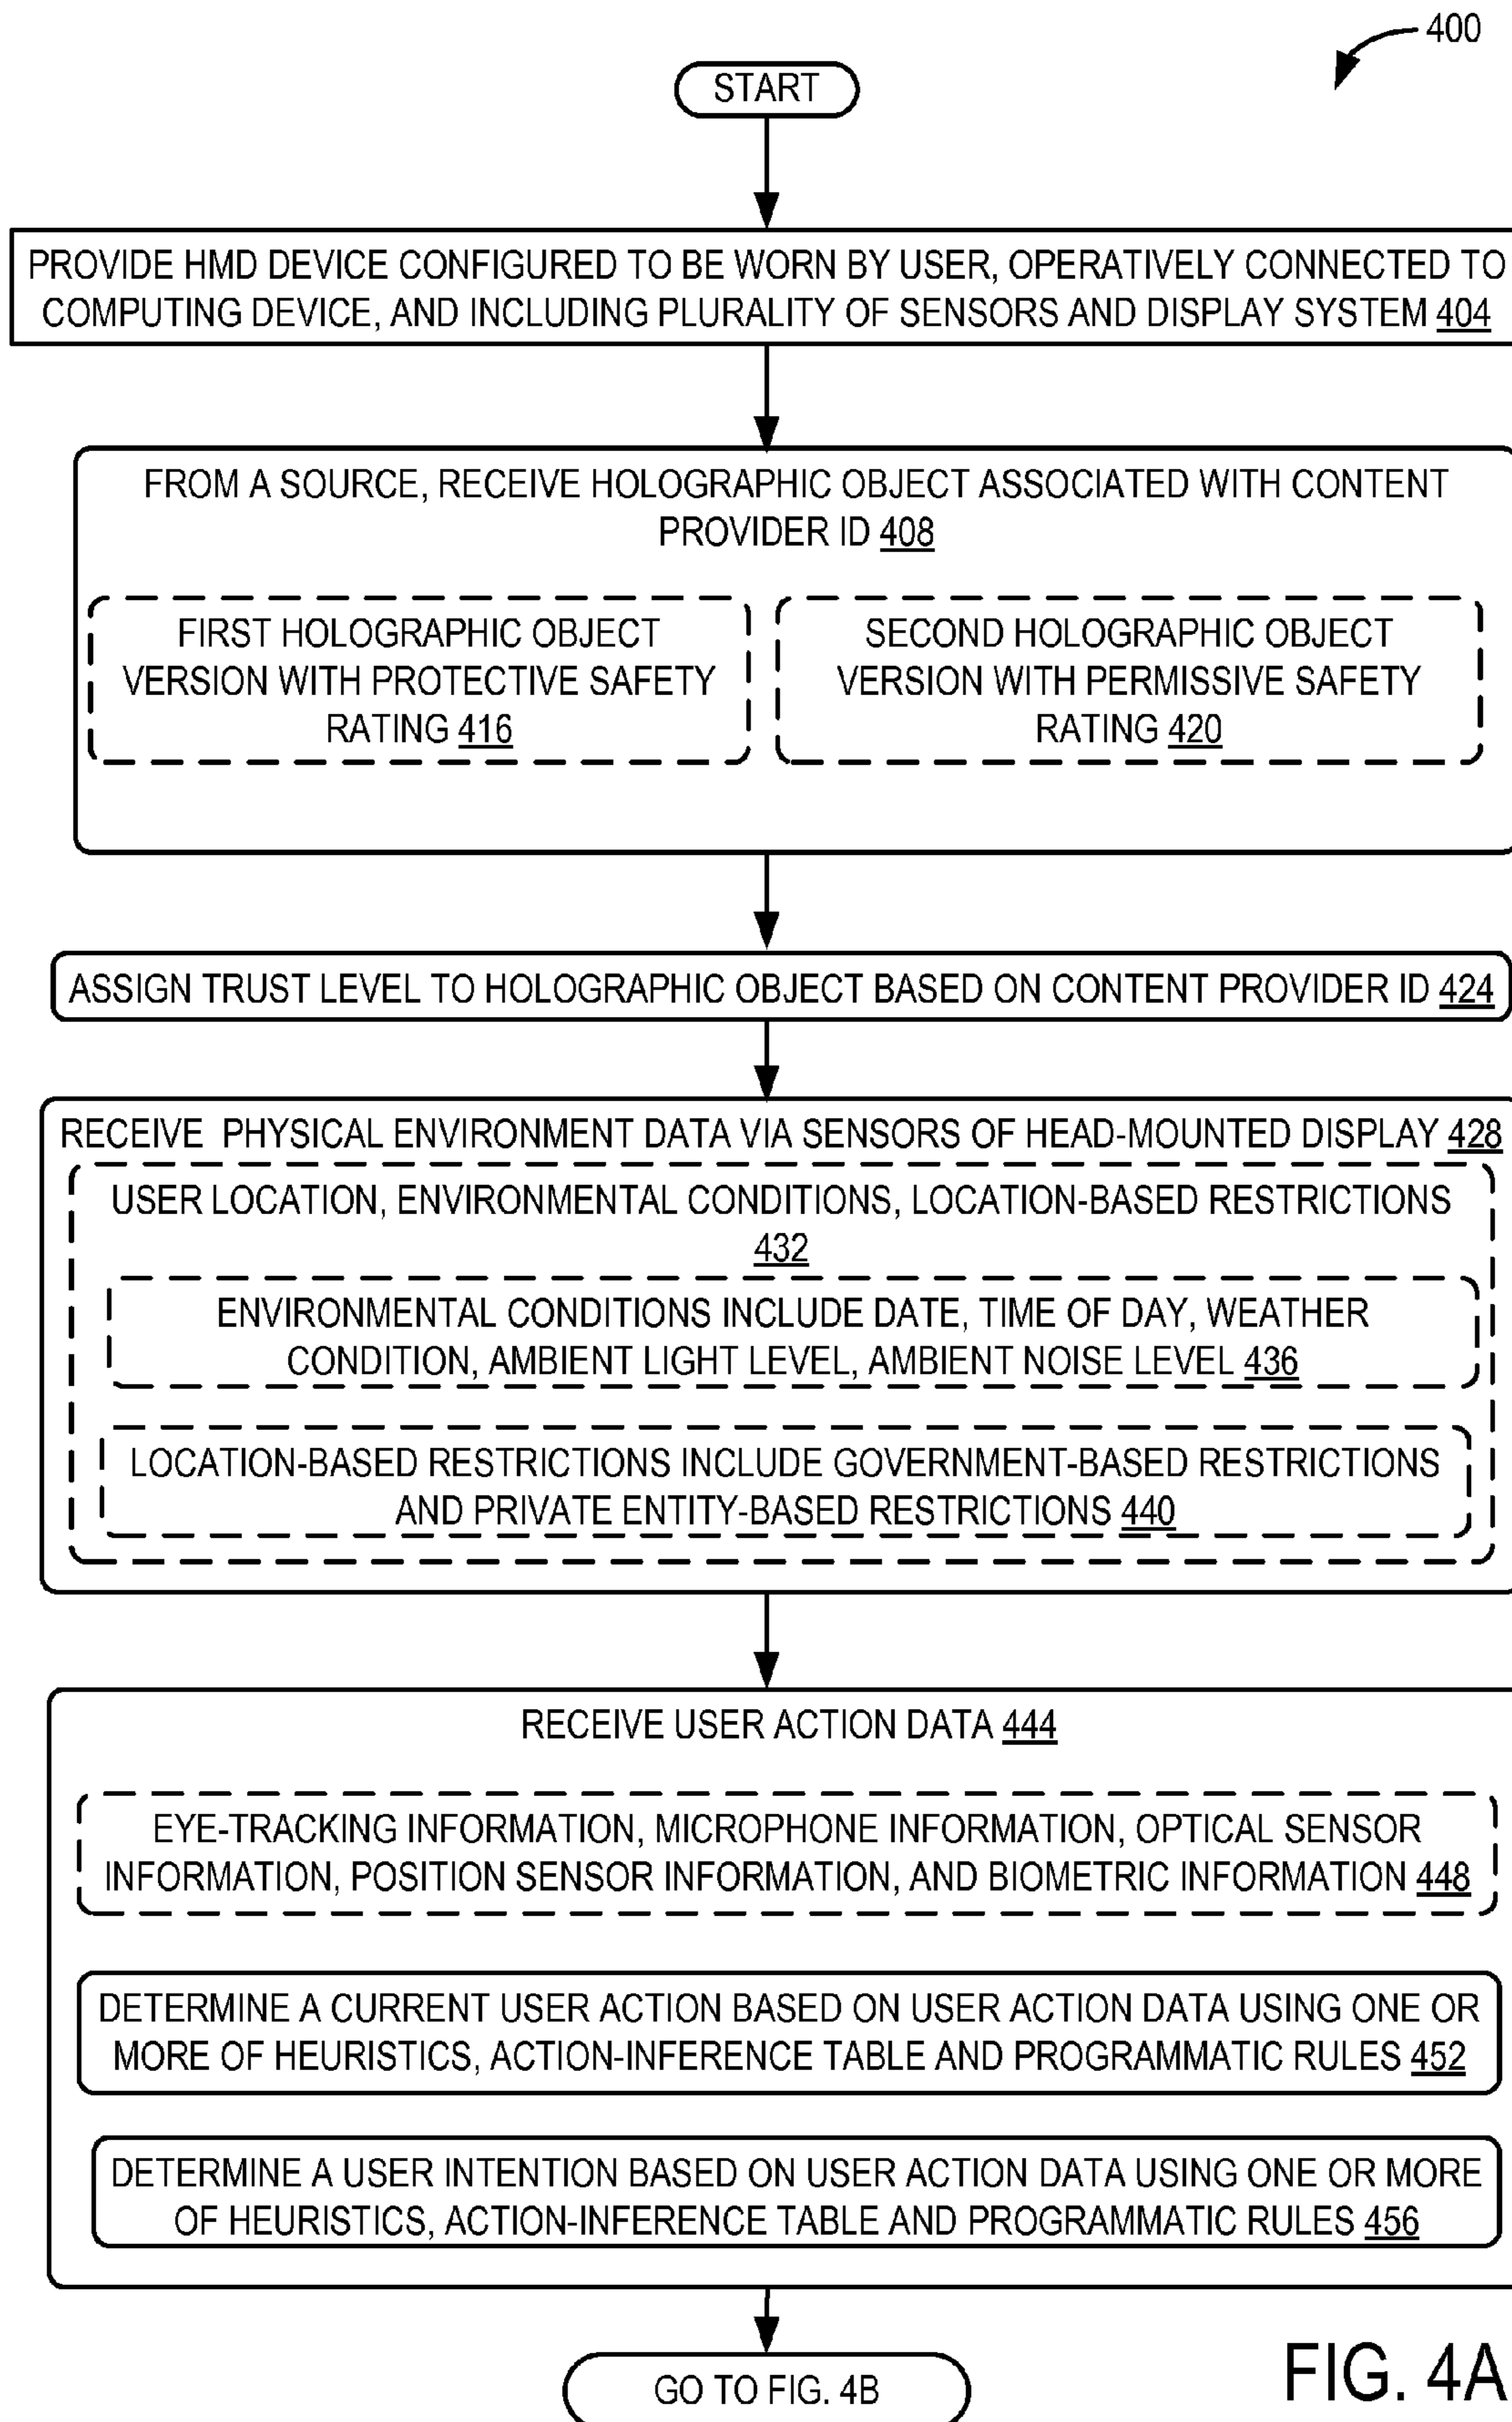 400
START
PROVIDE HMD DEVICE CONFIGURED TO BE WORN BY USER, OPERATIVELY CONNECTED TO
COMPUTING DEVICE, AND INCLUDING PLURALITY OF SENSORS AND DISPLAY SYSTEM 404
FROM A SOURCE, RECEIVE HOLOGRAPHIC OBJECT ASSOCIATED WITH CONTENT
PROVIDER ID 408
FIRST HOLOGRAPHIC OBJECT
VERSION WITH PROTECTIVE SAFETY
RATING 416
SECOND HOLOGRAPHIC OBJECT
VERSION WITH PERMISSIVE SAFETY
RATING 420
ASSIGN TRUST LEVEL TO HOLOGRAPHIC OBJECT BASED ON CONTENT PROVIDER ID 424
RECEIVE PHYSICAL ENVIRONMENT DATA VIA SENSORS OF HEAD-MOUNTED DISPLAY 428
USER LOCATION, ENVIRONMENTAL CONDITIONS, LOCATION-BASED RESTRICTIONS
432
ENVIRONMENTAL CONDITIONS INCLUDE DATE, TIME OF DAY, WEATHER
CONDITION, AMBIENT LIGHT LEVEL, AMBIENT NOISE LEVEL 436
LOCATION-BASED RESTRICTIONS INCLUDE GOVERNMENT-BASED RESTRICTIONS
AND PRIVATE ENTITY-BASED RESTRICTIONS 440
RECEIVE USER ACTION DATA 444
EYE-TRACKING INFORMATION, MICROPHONE INFORMATION, OPTICAL SENSOR
INFORMATION, POSITION SENSOR INFORMATION, AND BIOMETRIC INFORMATION 448
DETERMINE A CURRENT USER ACTION BASED ON USER ACTION DATA USING ONE OR
MORE OF HEURISTICS, ACTION-INFERENCE TABLE AND PROGRAMMATIC RULES 452
DETERMINE A USER INTENTION BASED ON USER ACTION DATA USING ONE OR MORE
OF HEURISTICS, ACTION-INFERENCE TABLE AND PROGRAMMATIC RULES 456
GO TO FIG. 4B
FIG. 4A